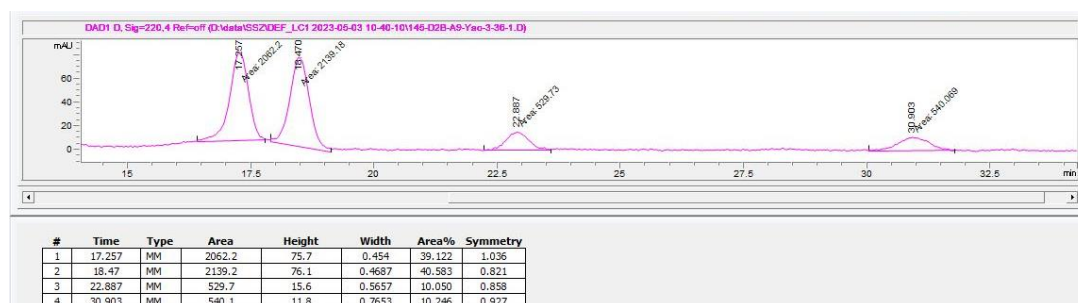 DAD1 D, Sig=220,4 Ref=off (D:\data\SSZ\DEF_LC1 2023-05-03 10-40-10\145-D2B-A9-Yao-3-36-1.D)
mAU
17.257
Area: 2062.2
18.470
Area: 2139.18
60
40
20
0
22.887
Area: 529.73
30.903
Area: 540.069
15 17.5 20 22.5 25 27.5 30 32.5 min
# Time Type Area Height Width Area% Symmetry
1 17.257 MM 2062.2 75.7 0.454 39.122 1.036
2 18.47 MM 2139.2 76.1 0.4687 40.583 0.821
3 22.887 MM 529.7 15.6 0.5657 10.050 0.858
4 30.903 MM 540.1 11.8 0.7653 10.246 0.927